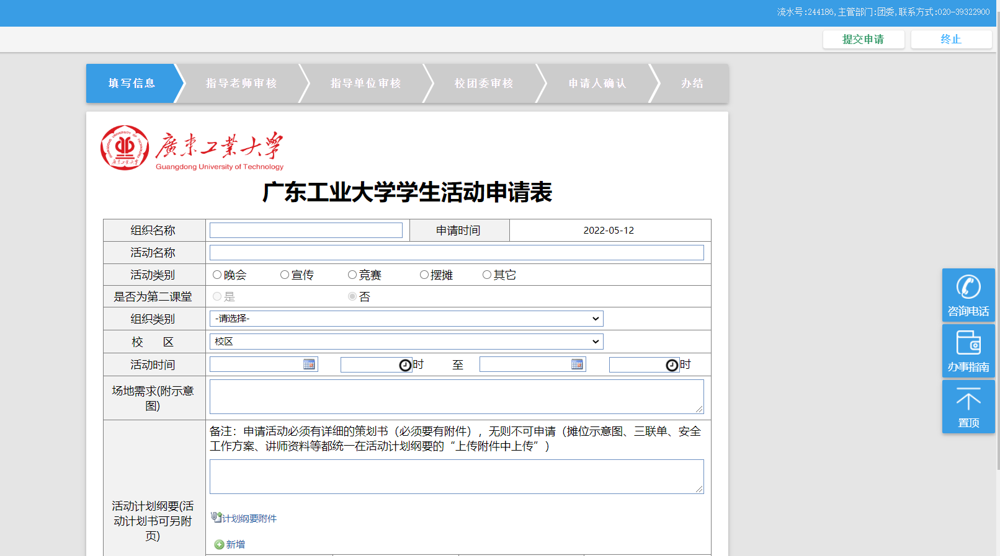 流水号:244186,主管部门:团委,联系方式:020-39322900
提交申请 终止
填写信息 指导老师审核 指导单位审核 校团委审核 申请人确认 办结
廣東工業大學
Guangdong University of Technology
广东工业大学学生活动申请表
组织名称 申请时间 2022-05-12
活动名称
活动类别 晚会 宣传 竞赛 摆摊 其它
是否为第二课堂 是 否
组织类别 -请选择-
校 区 校区
活动时间 时 至 时
场地需求(附示意
图)
备注：申请活动必须有详细的策划书（必须要有附件），无则不可申请（摊位示意图、三联单、安全
工作方案、讲师资料等都统一在活动计划纲要的“上传附件中上传”）
活动计划纲要(活
动计划书可另附
页)
计划纲要附件
新增
咨询电话
办事指南
置顶